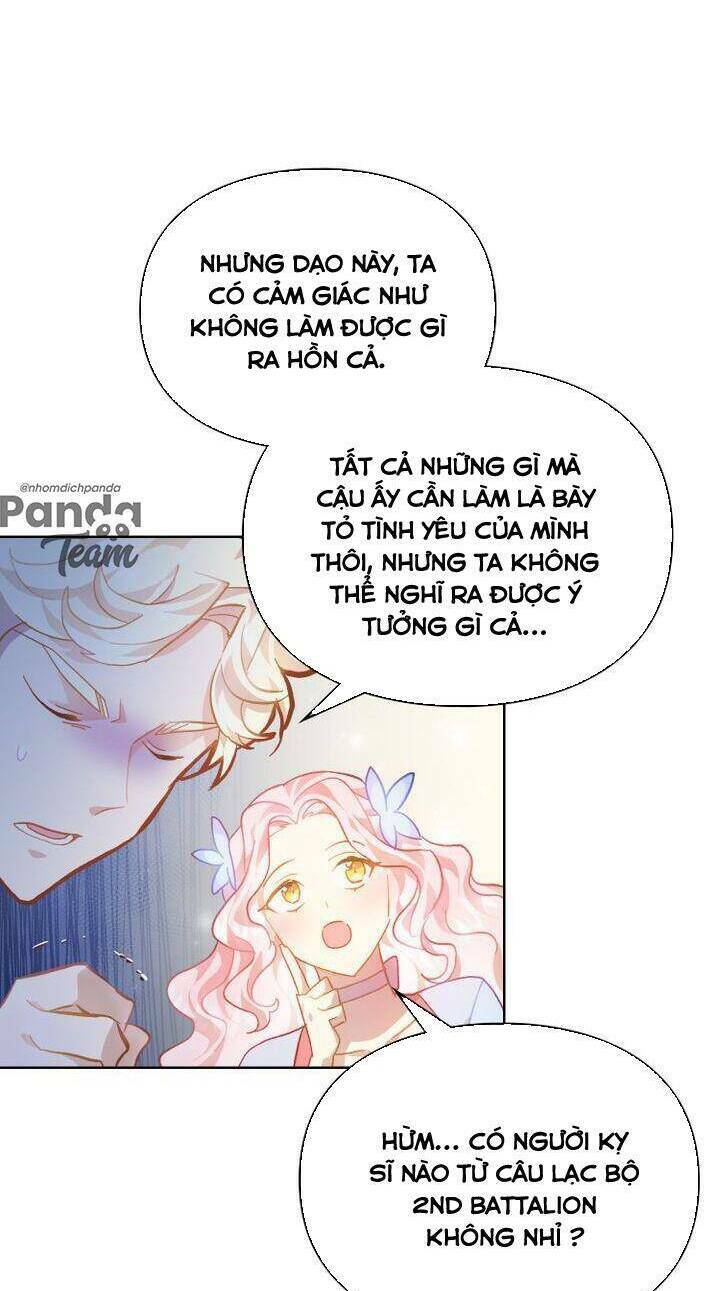 NHƯNG DẠO NÀY, TA
CÓ CẢM GIÁC NHƯ
KHÔNG LÀM ĐƯỢC GÌ
RA HỒN CẢ.
TẤT CẢ NHỮNG GÌ MÀ
CẬU ẤY CẦN LÀM LÀ BÀY
TỎ TÌNH YÊU CỦA MÌNH
THÔI, NHƯNG TA KHÔNG
THỂ NGHĨ RA ĐƯỢC Ý
TƯỞNG GÌ CẢ...
@nhomdichpanda
Panda
Team
HỪM... CÓ NGƯỜI KỴ
SĨ NÀO TỪ CÂU LẠC BỘ
2ND BATTALION
KHÔNG NHỈ ?